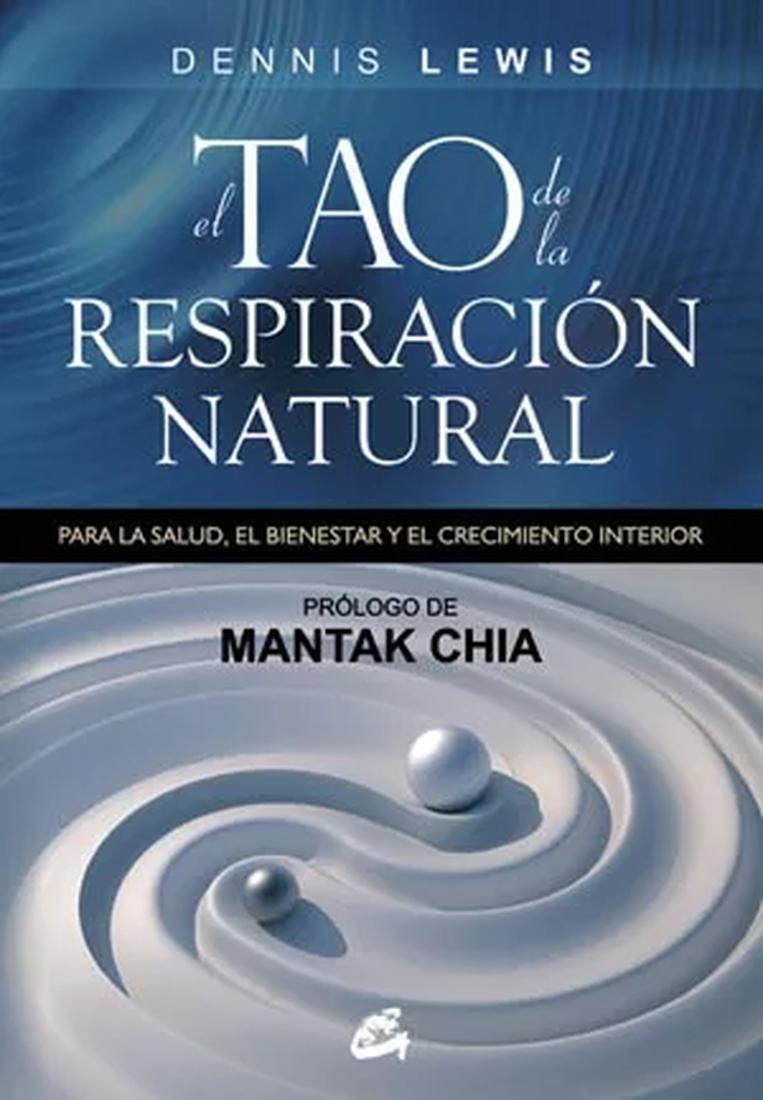 DENNIS LEWIS
el TAO de la
RESPIRACIÓN
NATURAL
PARA LA SALUD, EL BIENESTAR Y EL CRECIMIENTO INTERIOR
PRÓLOGO DE
MANTAK CHIA